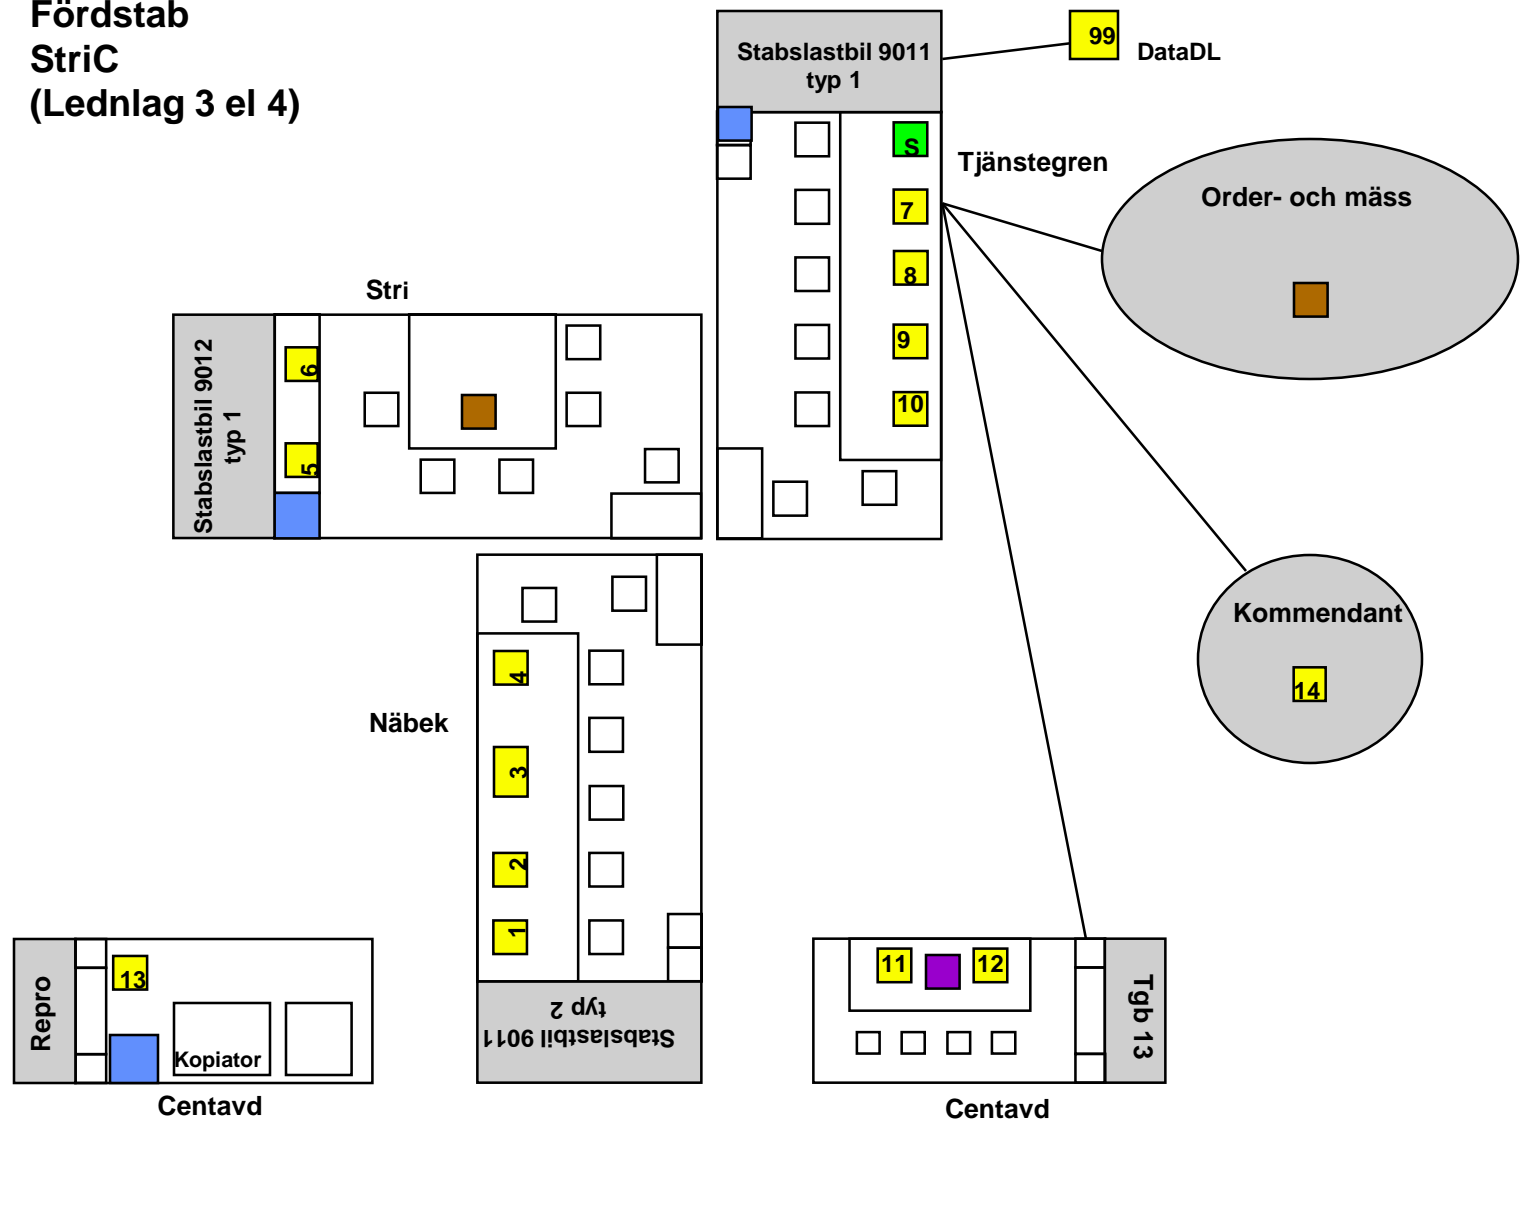 Fördstab
StriC
(Lednlag 3 el 4)
Stabslastbil 9011
typ 1
99
DataDL
S
Tjänstegren
Order- och mäss
7
8
9
10
Stri
Stabslastbil 9012
typ 1
6
5
Kommendant
14
4
Näbek
3
2
1
Stabslastbil 9011
typ 2
Repro
13
Kopiator
Centavd
11
12
Tgb 13
Centavd